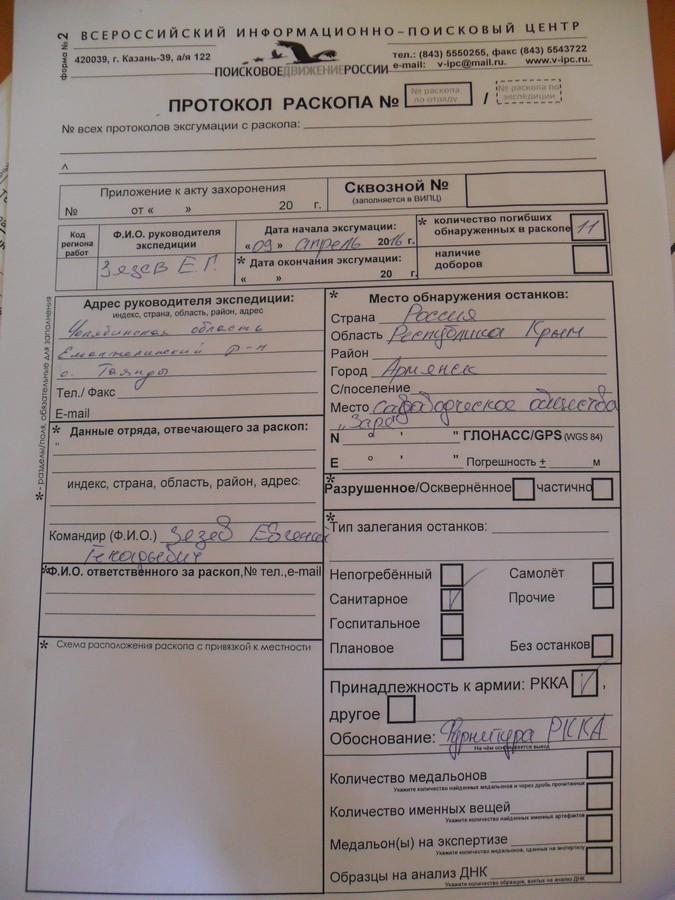 форма № 2
ВСЕРОССИЙСКИЙ ИНФОРМАЦИОННО-ПОИСКОВЫЙ ЦЕНТР
420039, г. Казань-39, а/я 122
тел.: (843) 5550255, факс (843) 5543722
e-mail: v-ipc@mail.ru. www.v-ipc.ru.
ПОИСКОВОЕДВИЖЕНИЕРОССИИ
ПРОТОКОЛ РАСКОПА № № раскопа по отряду / № раскопа по экспедиции
№ всех протоколов эксгумации с раскопа:
Приложение к акту захоронения
№ от « » 20 г.
Сквозной №
(заполняется в ВИПЦ)
Код региона работ
Ф.И.О. руководителя экспедиции
Зязев Е.Г.
Дата начала эксгумации:
« 09 » апрель 2016 г.
* Дата окончания эксгумации:
« » 20 г.
* количество погибших обнаруженных в раскопе 11
наличие доборов
*- разделы/поля, обязательные для заполнения
Адрес руководителя экспедиции:
индекс, страна, область, район, адрес
Челябинская область
Еманжелинский р-н
с.
Тел./ Факс
E-mail
* Данные отряда, отвечающего за раскоп:
"
индекс, страна, область, район, адрес:
Командир (Ф.И.О.) Зязев Евгений
*Ф.И.О. ответственного за раскоп,№ тел.,e-mail
* Схема расположения раскопа с привязкой к местности
* Место обнаружения останков:
Страна Россия
Область Республика Крым
Район
Город Армянск
С/поселение
Место садоводческое общество
"Заря"
N ° ' " ГЛОНАСС/GPS (WGS 84)
E ° ' " Погрешность ± м
*Разрушенное/Осквернённое частично
*Тип залегания останков:
Непогребённый Самолёт
Санитарное Прочие
Госпитальное
Плановое Без останков
*
Принадлежность к армии: РККА ,
другое
Обоснование: Фурнитура РККА
На чём основывается вывод
Количество медальонов
Укажите количество найденных медальонов и через дробь прочитанных
Количество именных вещей
Укажите количество найденных именных артефактов
Медальон(ы) на экспертизе
Укажите количество медальонов, сданных на экспертизу
Образцы на анализ ДНК
Укажите количество образцов, взятых на анализ ДНК